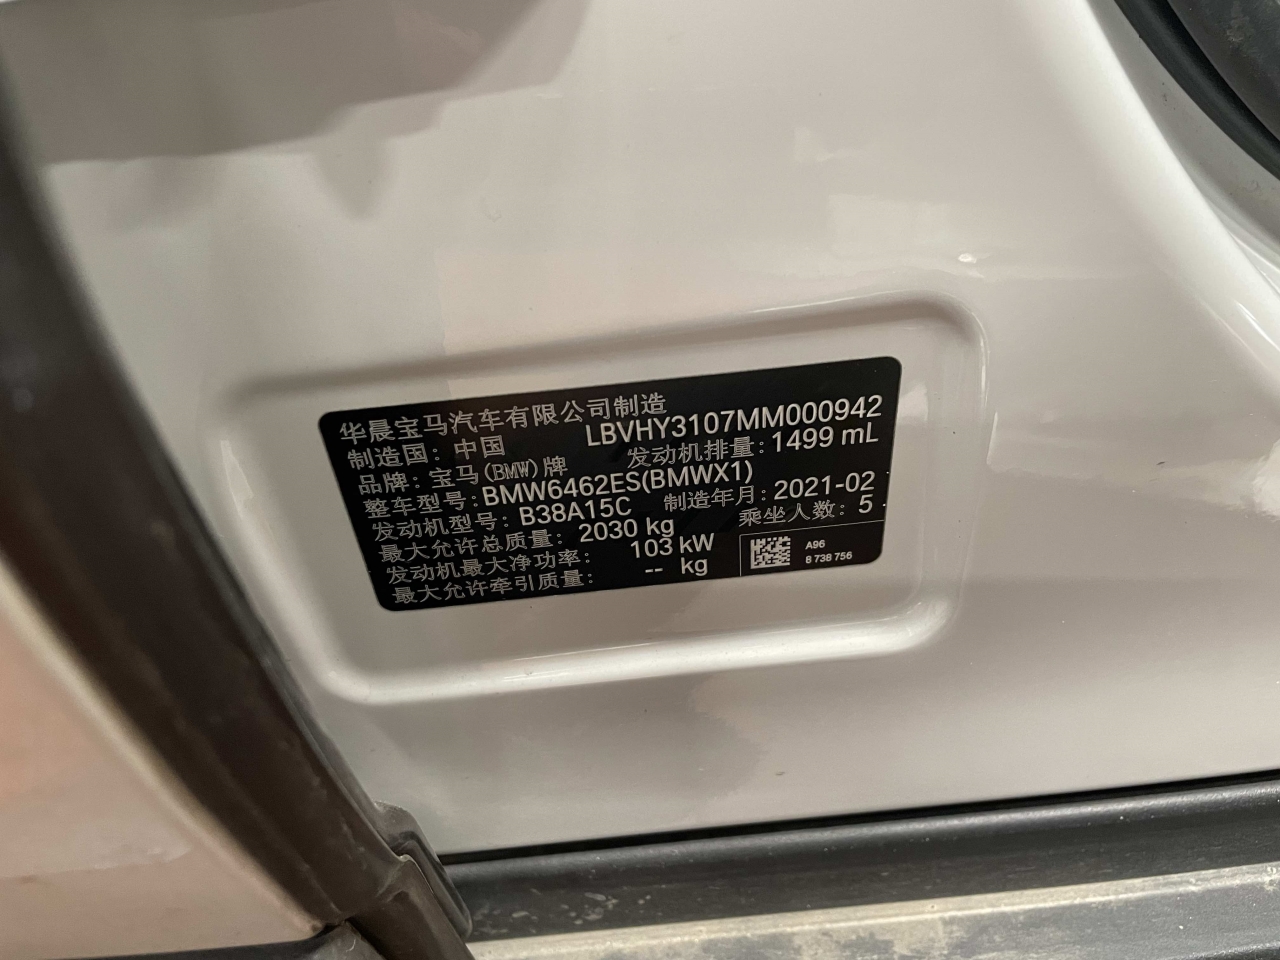 华晨宝马汽车有限公司制造
制造国：中国 LBVHY3107MM000942
品牌：宝马(BMW)牌 发动机排量：1499 mL
整车型号：BMW6462ES(BMWX1)
发动机型号：B38A15C 制造年月：2021-02
最大允许总质量：2030 kg 乘坐人数：5
发动机最大净功率：103 kW
最大允许牵引质量：-- kg
A96
8 738 756